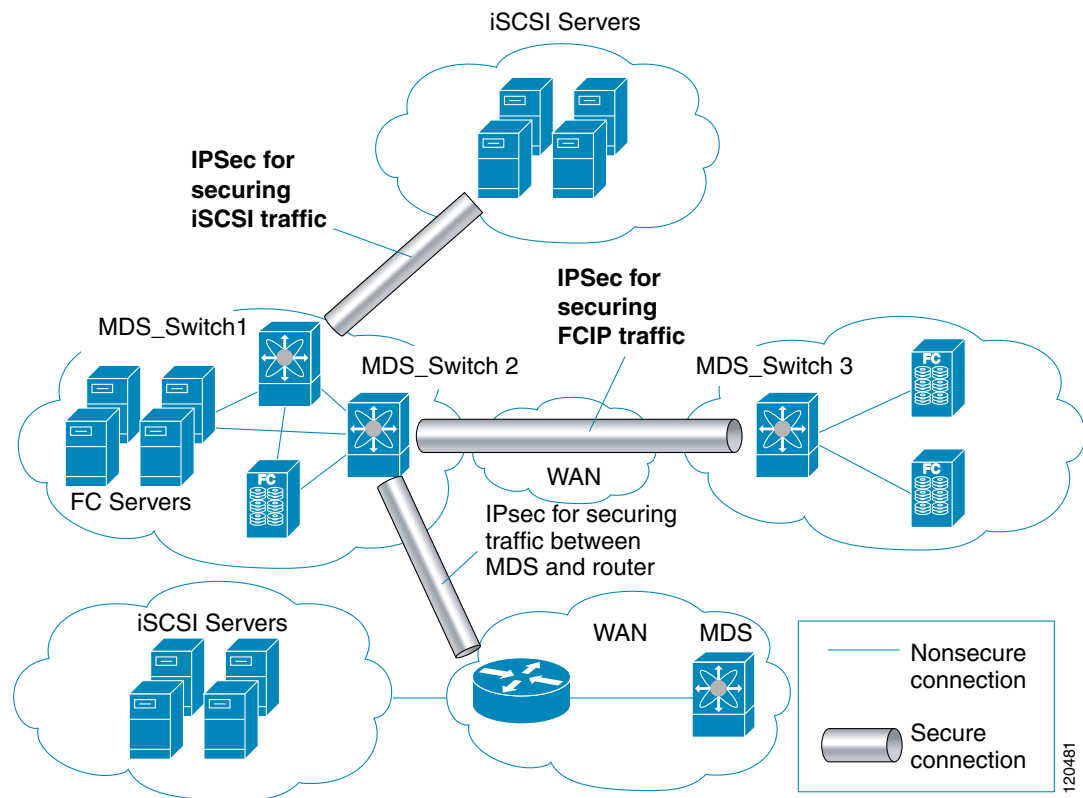 iSCSI Servers
IPSec for
securing
iSCSI traffic
IPSec for
securing
FCIP traffic
MDS_Switch1
MDS_Switch 2
MDS_Switch 3
FC
FC
FC
FC Servers
WAN
IPsec for securing
traffic between
MDS and router
iSCSI Servers
WAN
MDS
Nonsecure
connection
Secure
connection
120481